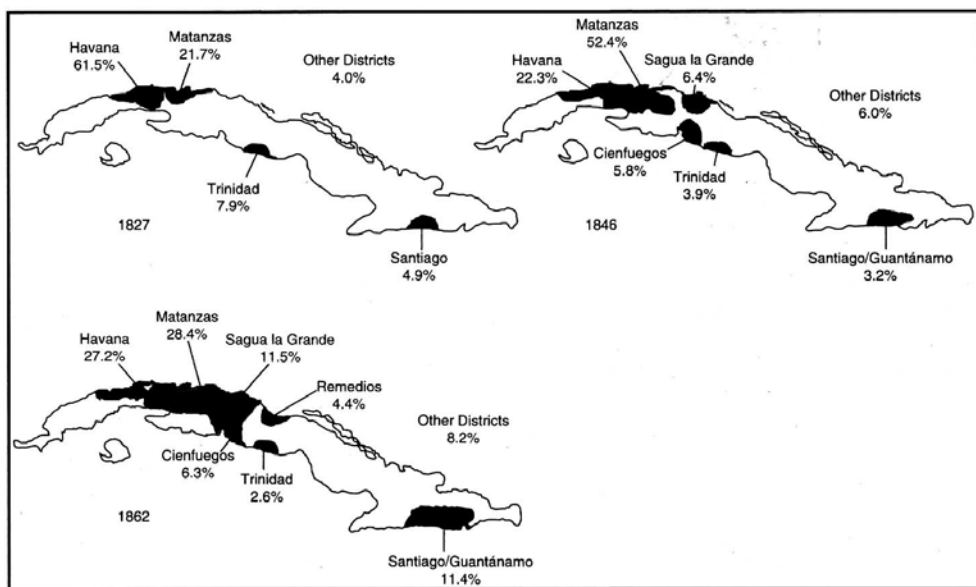 Havana
61.5%
Matanzas
21.7%
Other Districts
4.0%
Trinidad
7.9%
1827
Santiago
4.9%
Matanzas
52.4%
Havana
22.3%
Sagua la Grande
6.4%
Other Districts
6.0%
Cienfuegos
5.8%
Trinidad
3.9%
1846
Santiago/Guantánamo
3.2%
Matanzas
28.4%
Havana
27.2%
Sagua la Grande
11.5%
Remedios
4.4%
Other Districts
8.2%
Cienfuegos
6.3%
Trinidad
2.6%
1862
Santiago/Guantánamo
11.4%